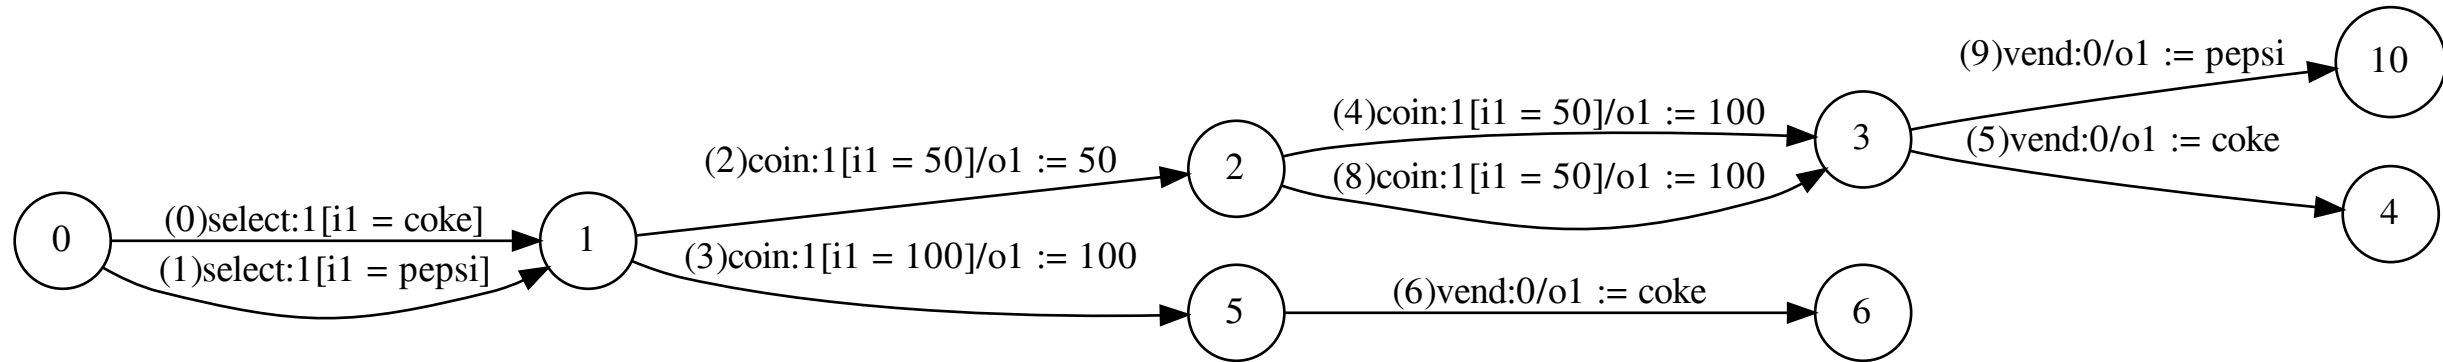 0
(0)select:1[i1 = coke]
(1)select:1[i1 = pepsi]
1
(2)coin:1[i1 = 50]/o1 := 50
(3)coin:1[i1 = 100]/o1 := 100
2
(4)coin:1[i1 = 50]/o1 := 100
(8)coin:1[i1 = 50]/o1 := 100
5
(6)vend:0/o1 := coke
3
(9)vend:0/o1 := pepsi
(5)vend:0/o1 := coke
6
10
4